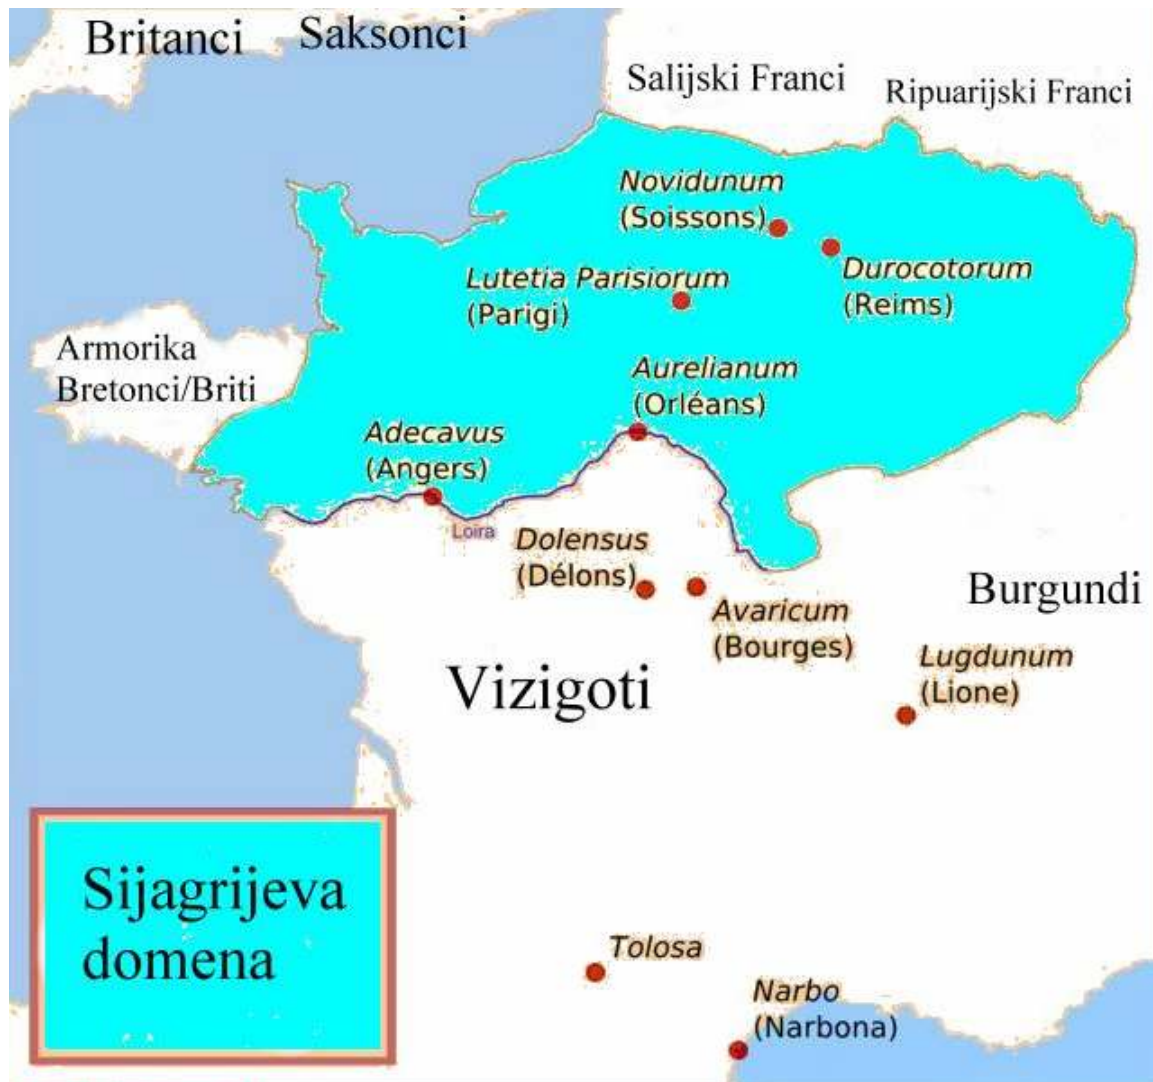 Britanci
Saksonci
Salijski Franci
Ripuarijski Franci
Novidunum
(Soissons)
Durocotorum
(Reims)
Lutetia Parisiorum
(Parigi)
Armorika
Bretonci/Briti
Aurelianum
(Orléans)
Adecavus
(Angers)
Loira
Dolensus
(Délons)
Avaricum
(Bourges)
Burgundi
Lugdunum
(Lione)
Vizigoti
Sijagrijeva
domena
Tolosa
Narbo
(Narbona)